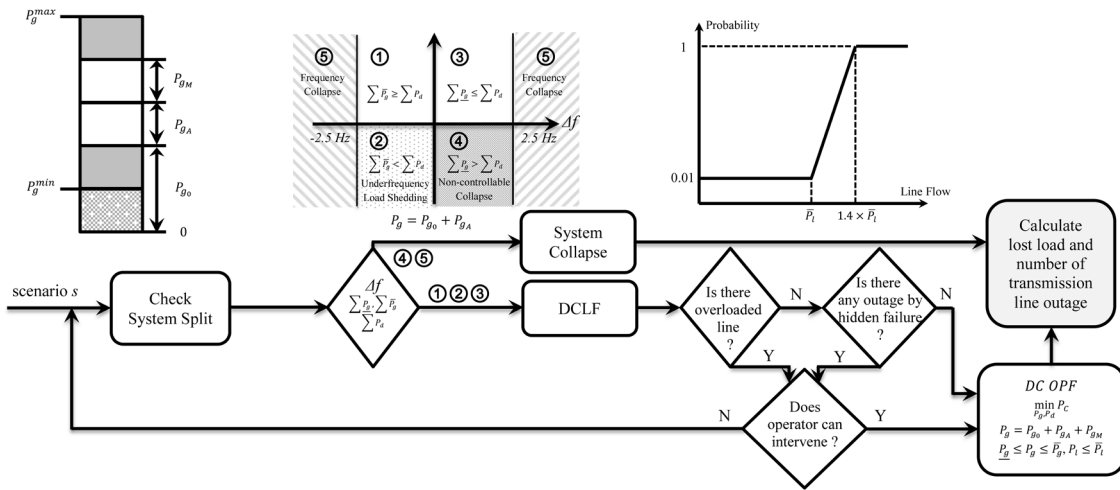 P_g^max
P_gM
P_gA
P_g^min
P_g0
0
⑤
Frequency
Collapse
①
∑ P̅_g ≥ ∑ P_d
③
∑ P̲_g ≤ ∑ P_d
⑤
Frequency
Collapse
Δf
-2.5 Hz
2.5 Hz
②
∑ P̅_g < ∑ P_d
Underfrequency
Load Shedding
④
∑ P̲_g > ∑ P_d
Non-controllable
Collapse
Probability
1
0.01
Line Flow
P̅_l
1.4 × P̅_l
P_g = P_g0 + P_gA
scenario s
Check
System Split
Δf
∑ P̲_g , ∑ P̅_g
∑ P_d
④⑤
①②③
System
Collapse
DCLF
Is there
overloaded
line
?
N
Y
Is there
any outage by
hidden failure
?
N
Y
Calculate
lost load and
number of
transmission
line outage
Does
operator can
intervene ?
N
Y
DC OPF
min P_C
P_g,P_d
P_g = P_g0 + P_gA + P_gM
P̲_g ≤ P_g ≤ P̅_g, P_l ≤ P̅_l